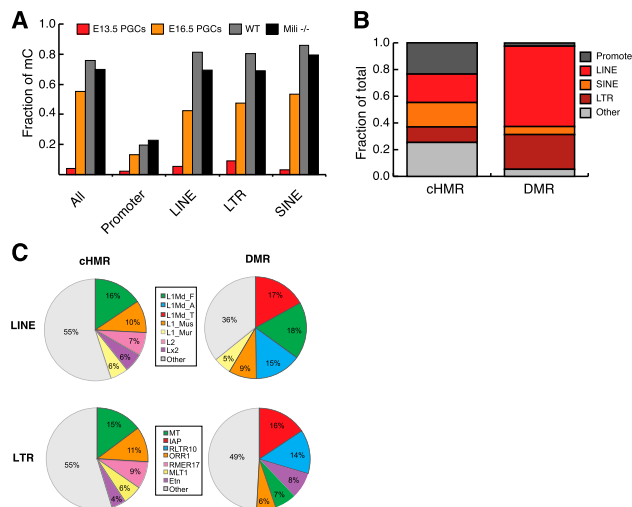 A
E13.5 PGCs E16.5 PGCs WT Mili -/-
Fraction of mC
1.0
0.8
0.6
0.4
0.2
All
Promoter
LINE
LTR
SINE
B
Fraction of total
1.0
0.8
0.6
0.4
0.2
0.0
cHMR
DMR
Promote
LINE
SINE
LTR
Other
C
cHMR
DMR
LINE
16%
10%
7%
6%
6%
55%
L1Md_F
L1Md_A
L1Md_T
L1_Mus
L1_Mur
L2
Lx2
Other
17%
18%
15%
9%
5%
36%
LTR
15%
11%
9%
6%
4%
55%
MT
IAP
RLTR10
ORR1
RMER17
MLT1
Etn
Other
16%
14%
8%
7%
6%
49%